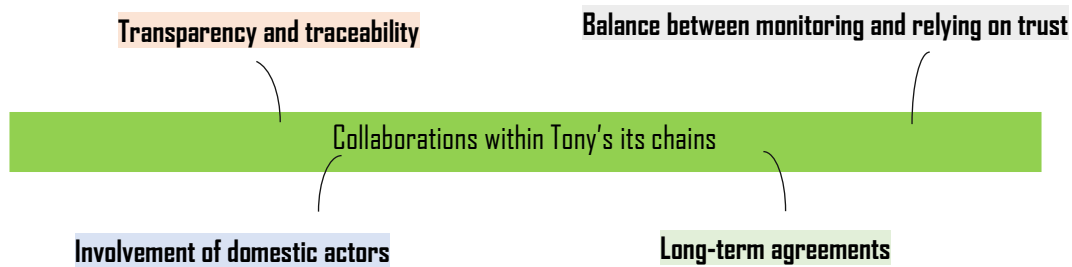 Transparency and traceability
Balance between monitoring and relying on trust
Collaborations within Tony's its chains
Involvement of domestic actors
Long-term agreements